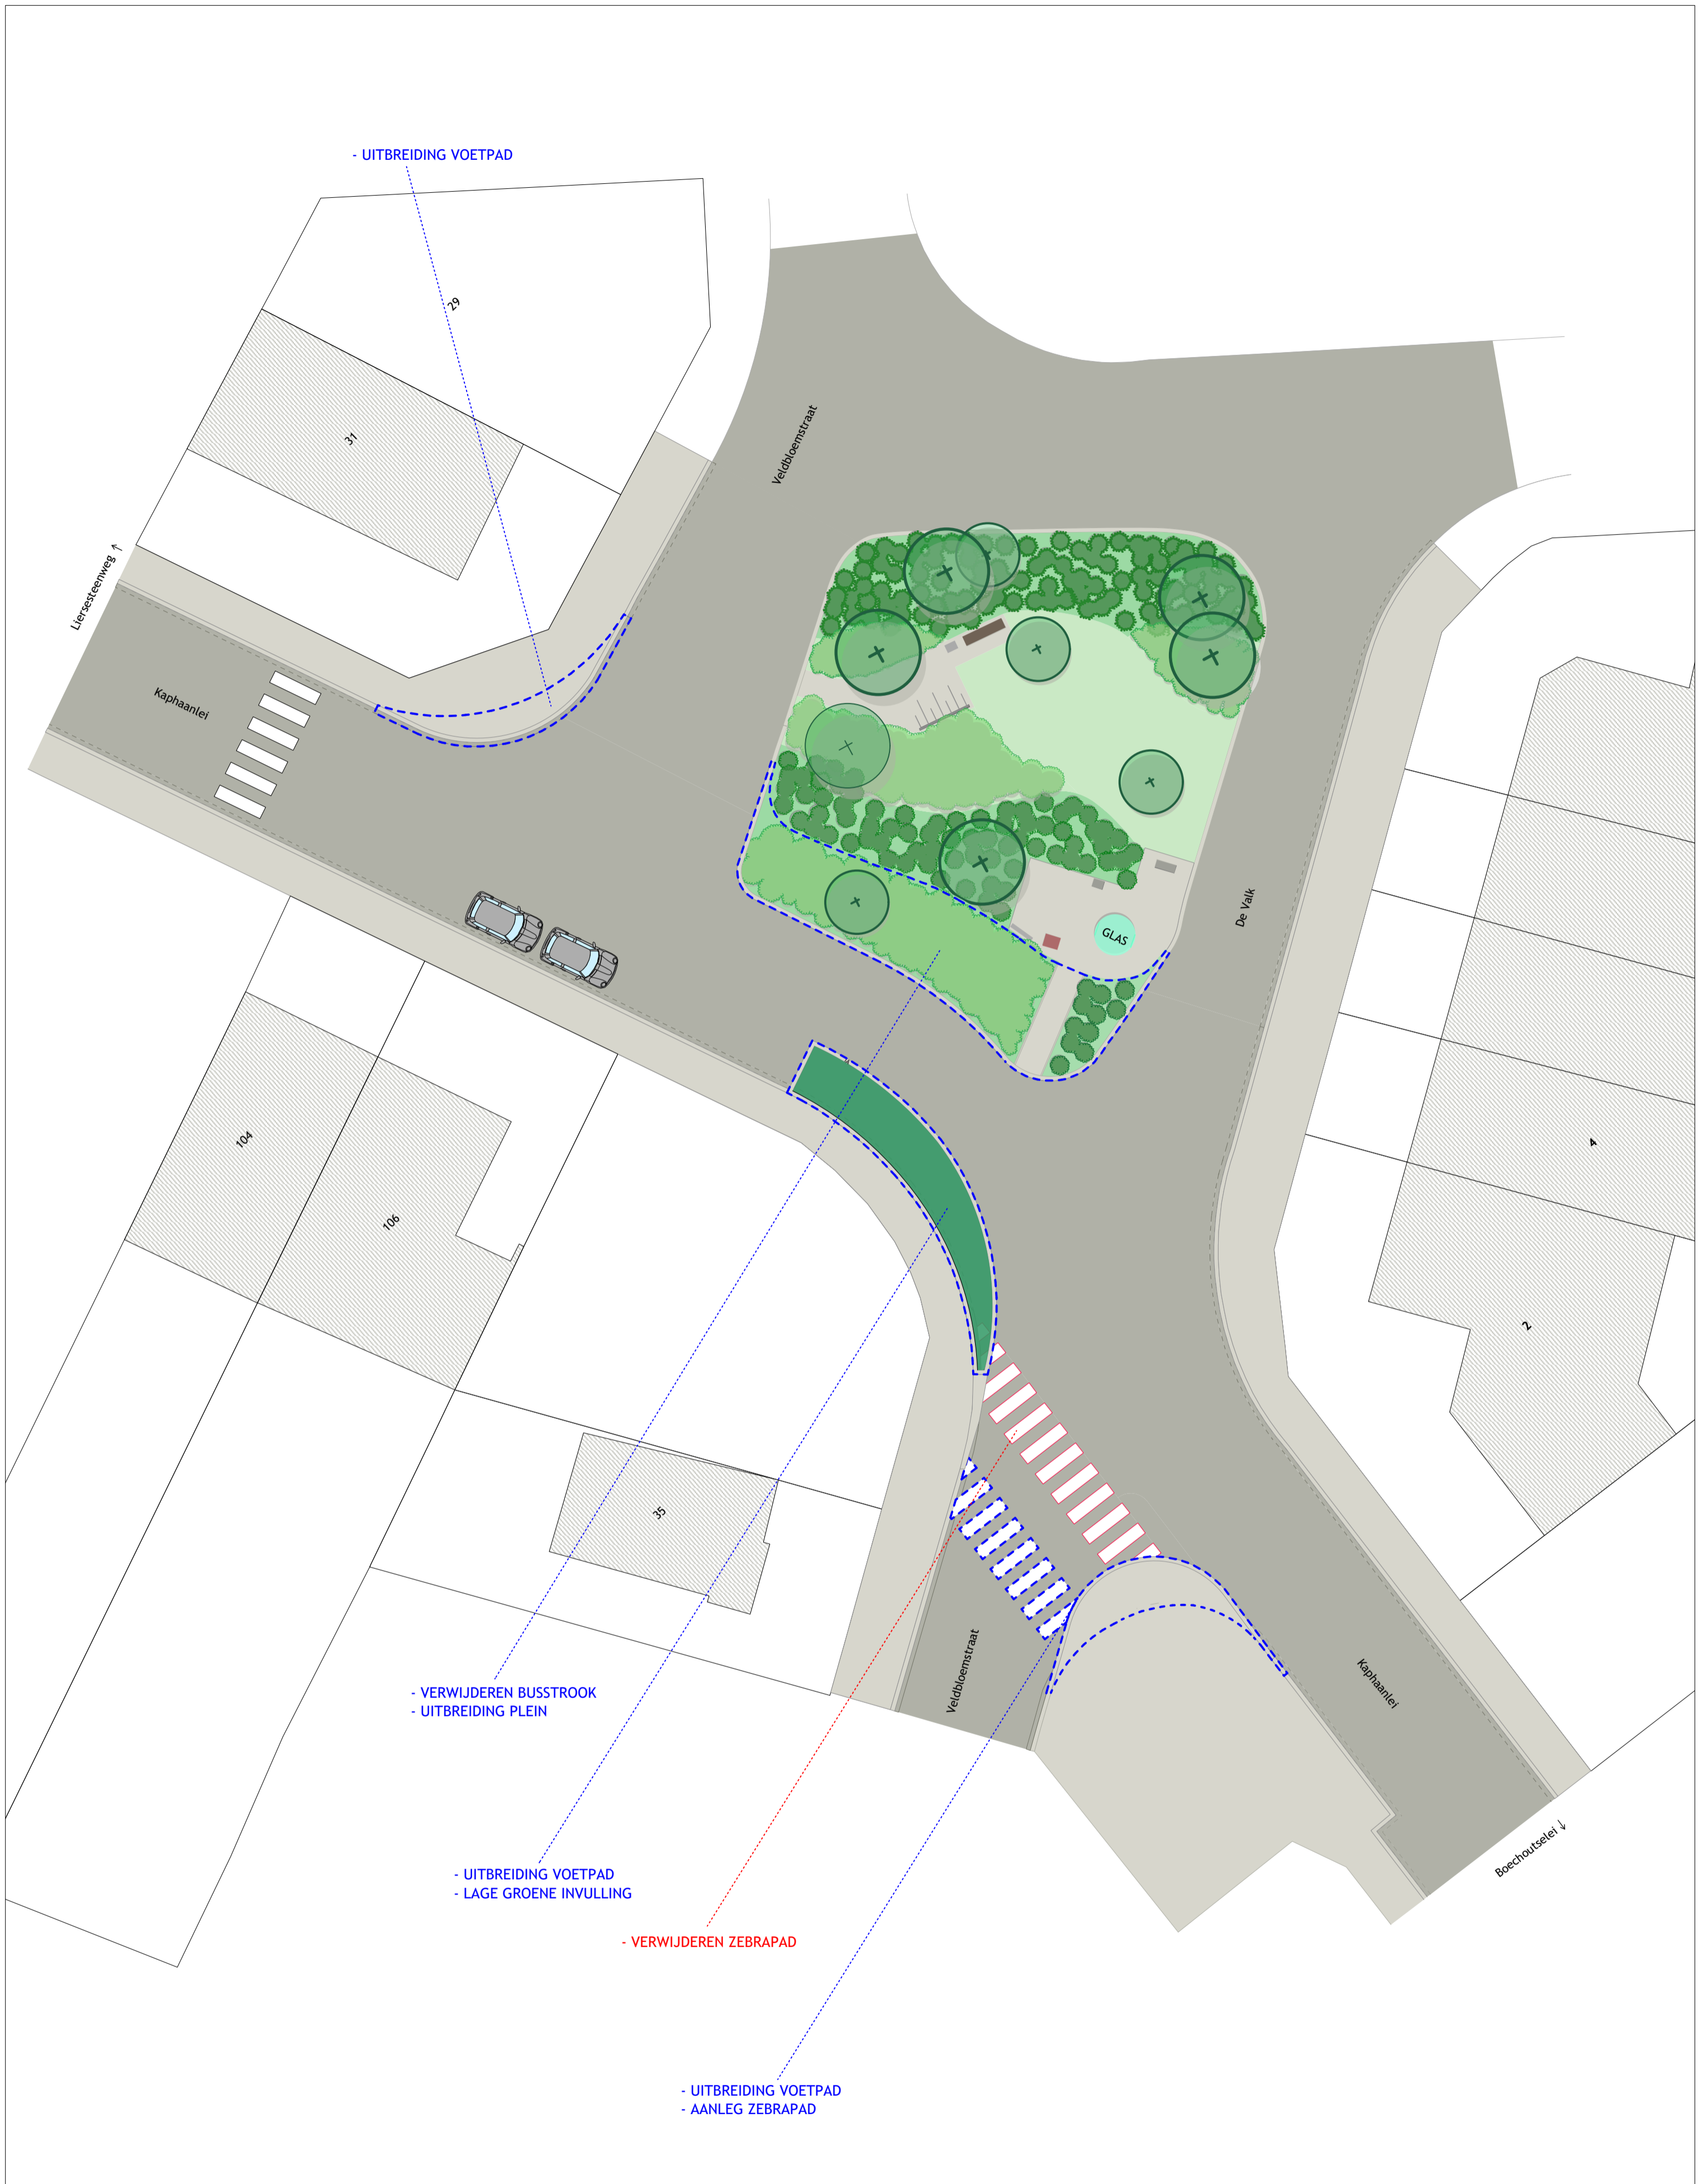 - UITBREIDING VOETPAD
29
31
Veldbloemstraat
Liersesteenweg ↑
Kaphaanlei
De Valk
GLAS
104
106
4
2
35
Veldbloemstraat
Kaphaanlei
- VERWIJDEREN BUSSTROOK
- UITBREIDING PLEIN
Boechoutselei ↓
- UITBREIDING VOETPAD
- LAGE GROENE INVULLING
- VERWIJDEREN ZEBRAPAD
- UITBREIDING VOETPAD
- AANLEG ZEBRAPAD